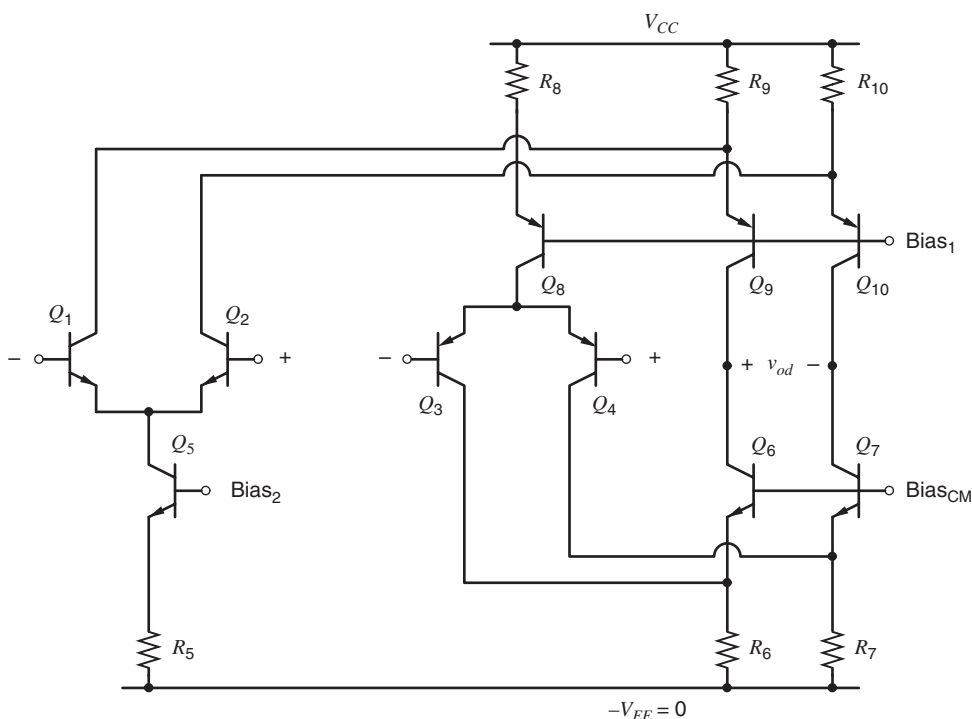 V_CC
R_8
R_9
R_10
Bias_1
Q_8
Q_9
Q_10
Q_1
Q_2
–
+
–
+
+ v_od –
Q_3
Q_4
Q_5
Q_6
Q_7
Bias_2
Bias_CM
R_5
R_6
R_7
–V_EE = 0